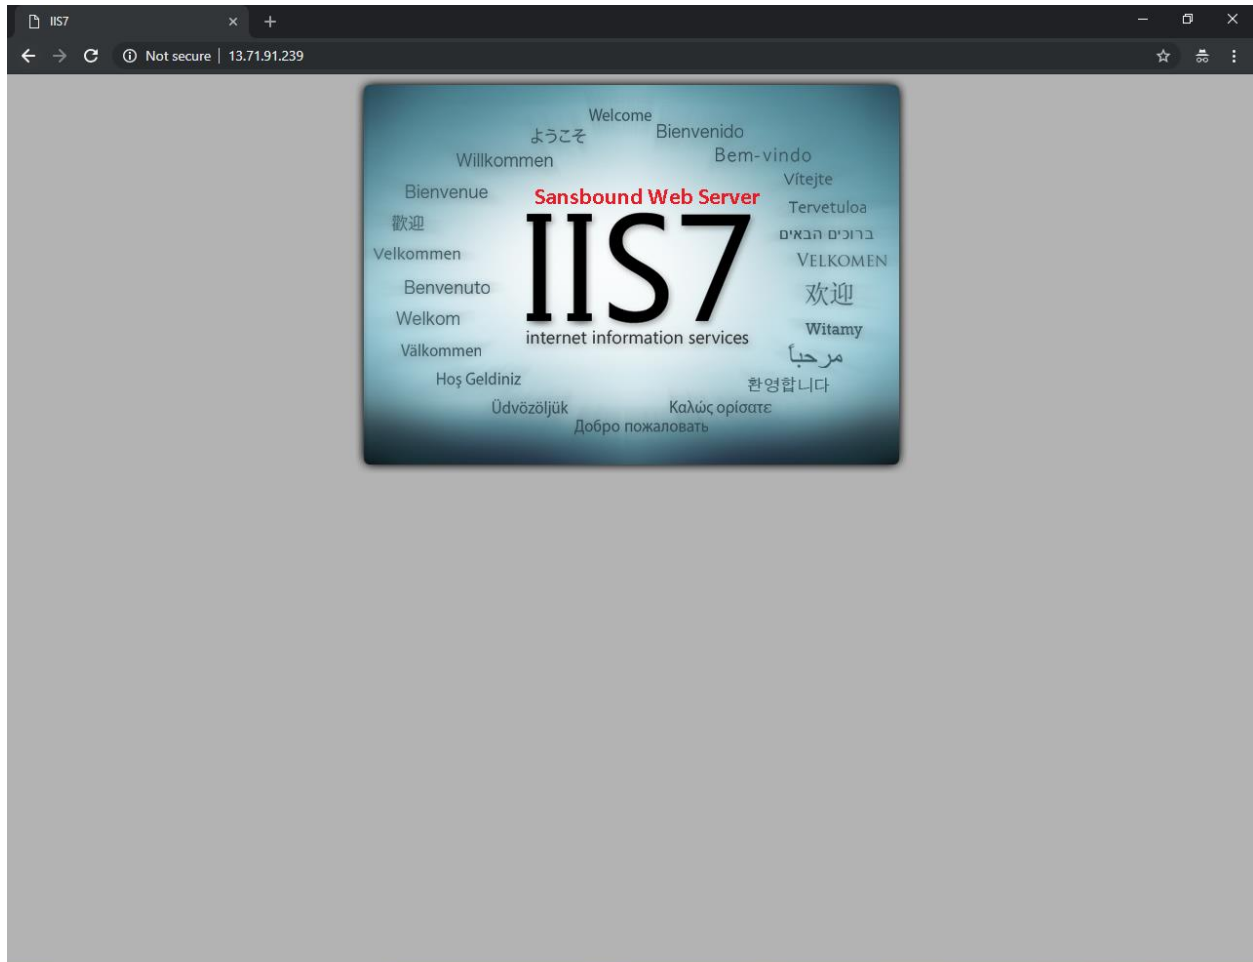 IIS7
Not secure | 13.71.91.239
Welcome
ようこそ
Bienvenido
Willkommen
Bem-vindo
Vítejte
Bienvenue
Sansbound Web Server
Tervetuloa
歡迎
IIS7
ברוכים הבאים
Velkommen
VELKOMEN
Benvenuto
欢迎
Welkom
internet information services
Witamy
Välkommen
مرحباً
Hoş Geldiniz
환영합니다
Üdvözöljük
Καλώς ορίσατε
Добро пожаловать